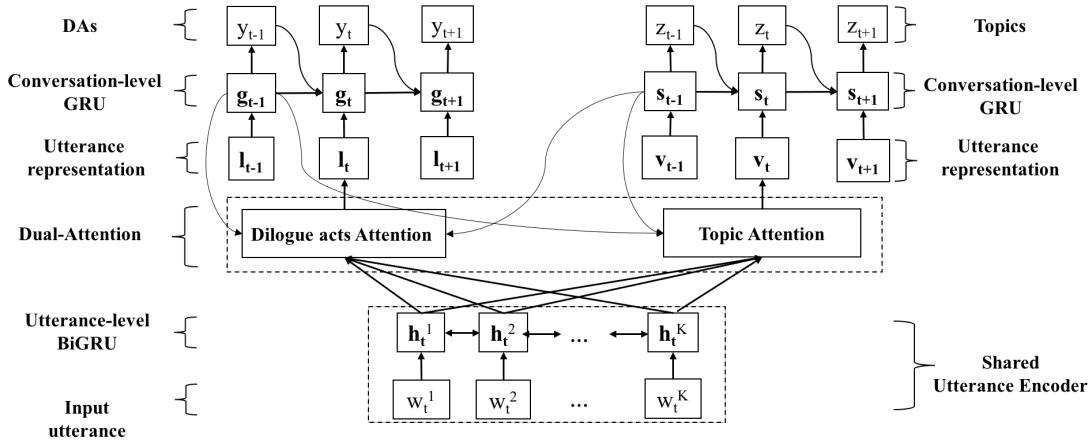 DAs
y_{t-1} y_t y_{t+1}
z_{t-1} z_t z_{t+1}
Topics
Conversation-level
GRU
g_{t-1} g_t g_{t+1}
s_{t-1} s_t s_{t+1}
Conversation-level
GRU
Utterance
representation
l_{t-1} l_t l_{t+1}
v_{t-1} v_t v_{t+1}
Utterance
representation
Dual-Attention
Dilogue acts Attention
Topic Attention
Utterance-level
BiGRU
h_t^1 h_t^2 ... h_t^K
Shared
Utterance Encoder
Input
utterance
w_t^1 w_t^2 ... w_t^K